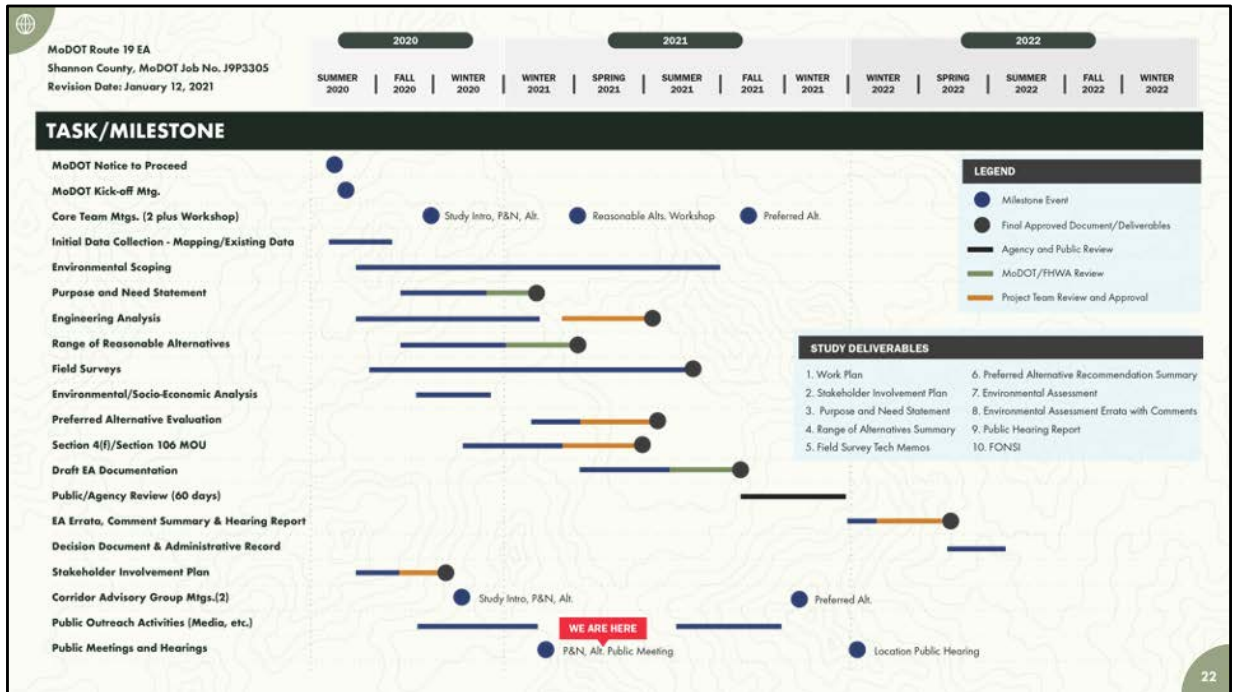 MoDOT Route 19 EA
Shannon County, MoDOT Job No. J9P3305
Revision Date: January 12, 2021
2020
2021
2022
SUMMER 2020 | FALL 2020 | WINTER 2020 | WINTER 2021 | SPRING 2021 | SUMMER 2021 | FALL 2021 | WINTER 2021 | WINTER 2022 | SPRING 2022 | SUMMER 2022 | FALL 2022 | WINTER 2022
TASK/MILESTONE
MoDOT Notice to Proceed
MoDOT Kick-off Mtg.
Core Team Mtgs. (2 plus Workshop) Study Intro, P&N, Alt. Reasonable Alts. Workshop Preferred Alt.
Initial Data Collection - Mapping/Existing Data
Environmental Scoping
Purpose and Need Statement
Engineering Analysis
Range of Reasonable Alternatives
Field Surveys
Environmental/Socio-Economic Analysis
Preferred Alternative Evaluation
Section 4(f)/Section 106 MOU
Draft EA Documentation
Public/Agency Review (60 days)
EA Errata, Comment Summary & Hearing Report
Decision Document & Administrative Record
Stakeholder Involvement Plan
Corridor Advisory Group Mtgs.(2) Study Intro, P&N, Alt. Preferred Alt.
Public Outreach Activities (Media, etc.)
WE ARE HERE
Public Meetings and Hearings P&N, Alt. Public Meeting Location Public Hearing
LEGEND
Milestone Event
Final Approved Document/Deliverables
Agency and Public Review
MoDOT/FHWA Review
Project Team Review and Approval
STUDY DELIVERABLES
1. Work Plan
2. Stakeholder Involvement Plan
3. Purpose and Need Statement
4. Range of Alternatives Summary
5. Field Survey Tech Memos
6. Preferred Alternative Recommendation Summary
7. Environmental Assessment
8. Environmental Assessment Errata with Comments
9. Public Hearing Report
10. FONSI
22